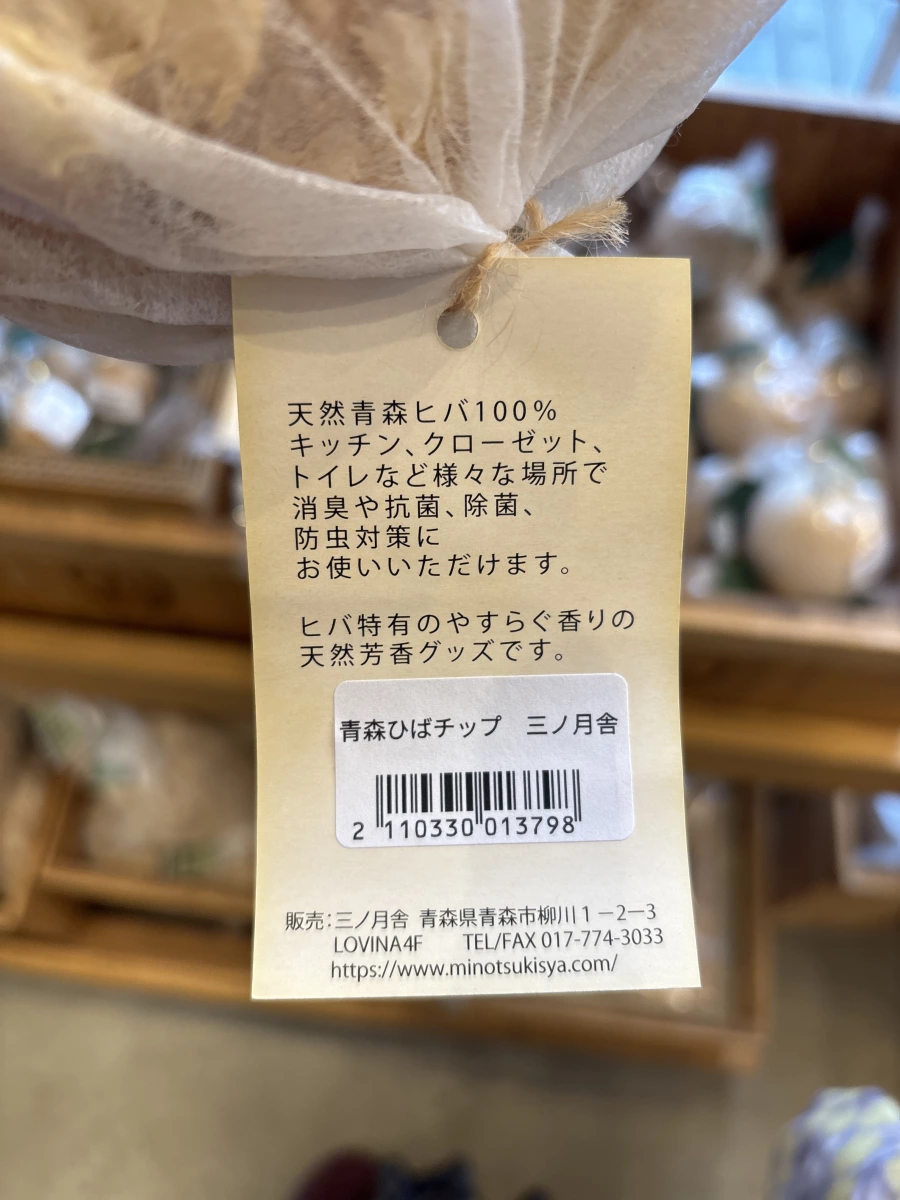 天然青森ヒバ100%
キッチン、クローゼット、
トイレなど様々な場所で
消臭や抗菌、除菌、
防虫対策に
お使いいただけます。
ヒバ特有のやすらぐ香りの
天然芳香グッズです。
青森ひばチップ　三ノ月舎
2 110330 013798
販売：三ノ月舎 青森県青森市柳川1－2－3
LOVINA4F　　TEL/FAX 017-774-3033
https://www.minotsukisya.com/